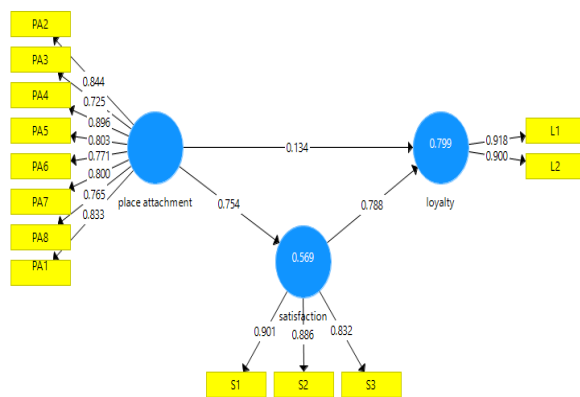 PA2
PA3
PA4
PA5
PA6
PA7
PA8
PA1
0.844
0.725
0.896
0.803
0.771
0.800
0.765
0.833
place attachment
0.134
0.754
0.788
0.799
loyalty
0.918
0.900
L1
L2
0.569
satisfaction
0.901
0.886
0.832
S1
S2
S3